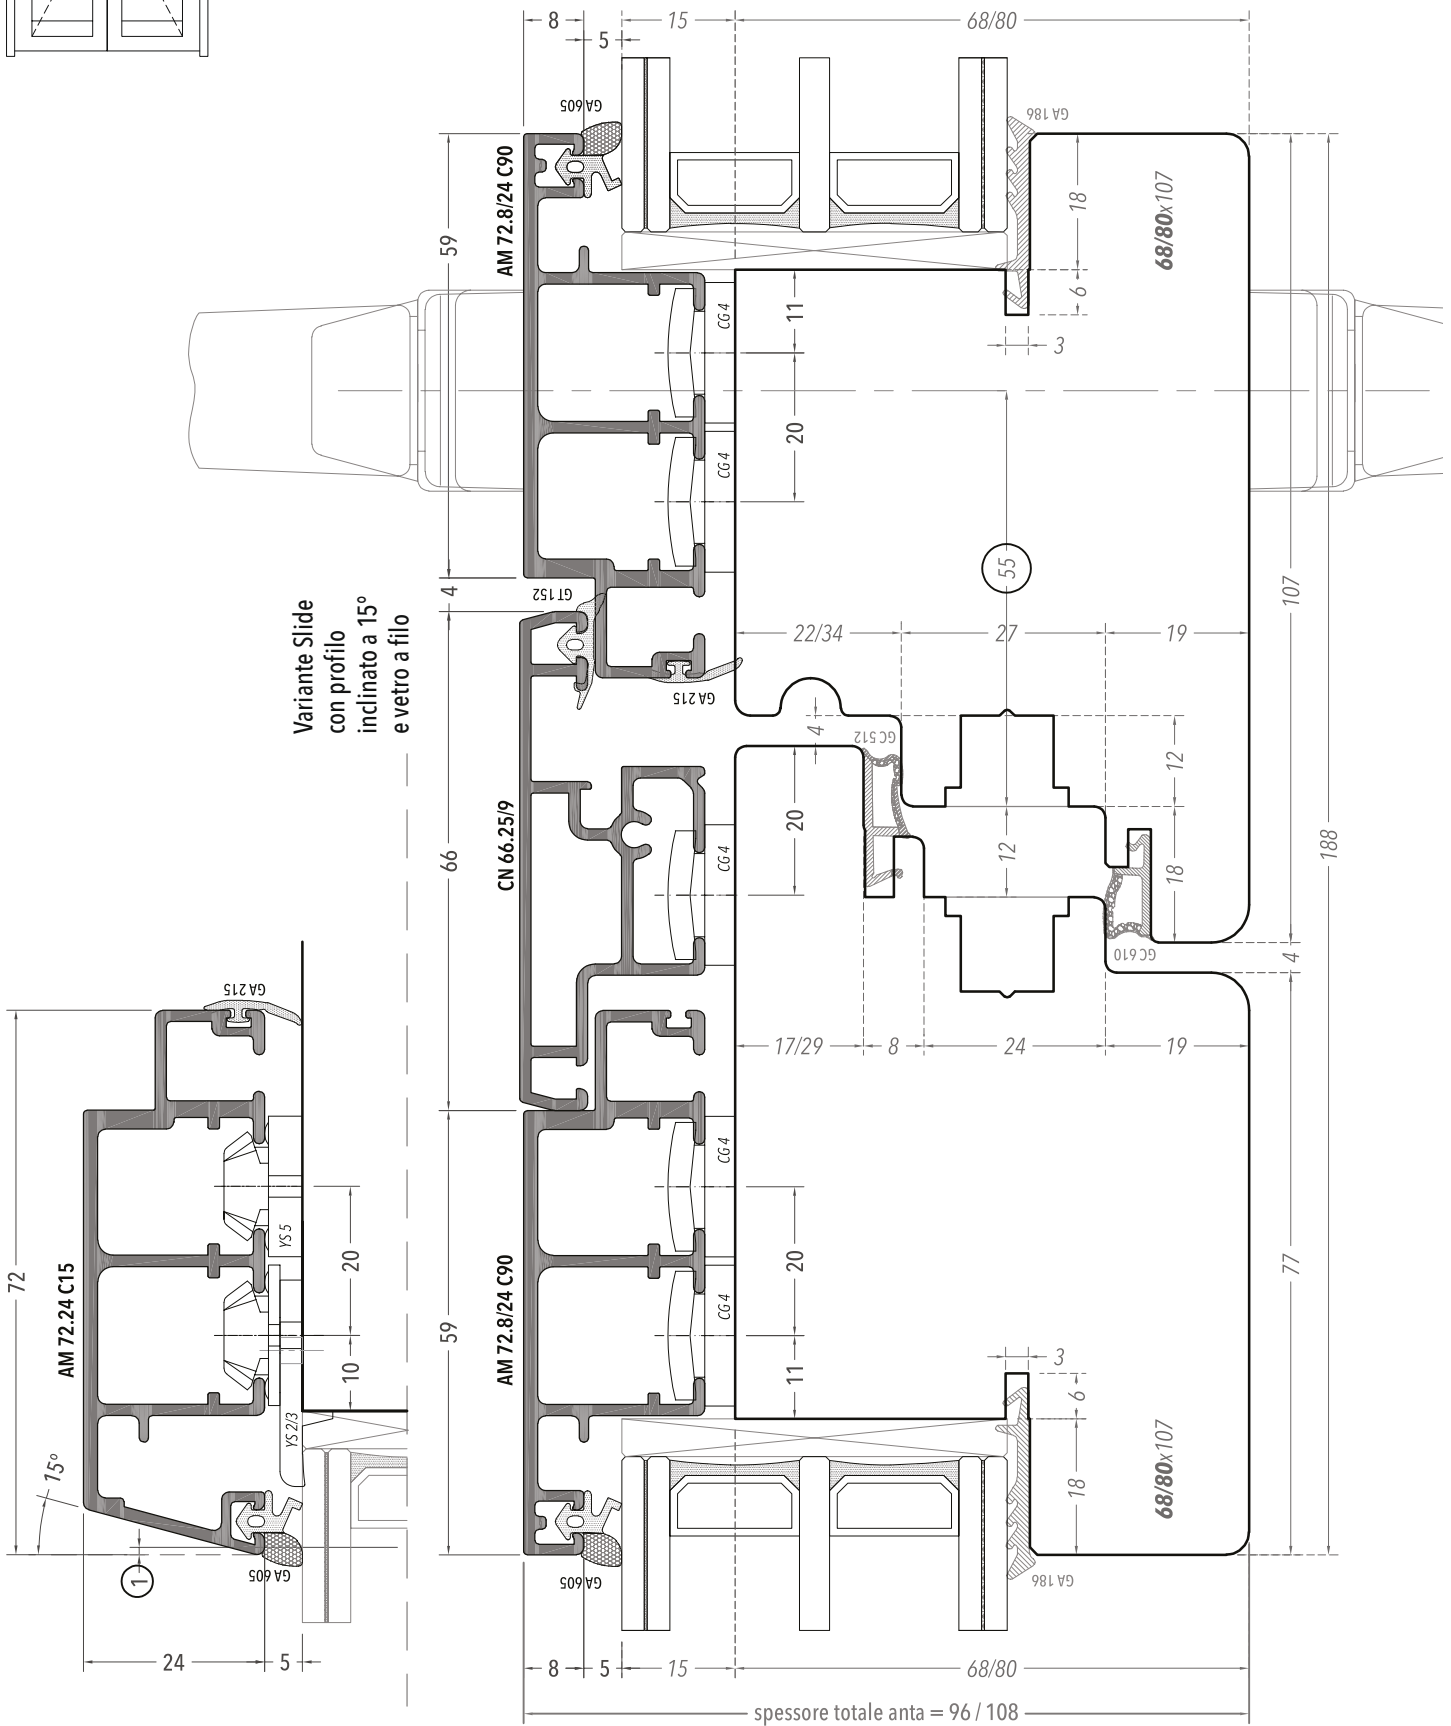 8
15
68/80
5
GA 605
GA 186
AM 72.8/24 C90
59
18
68/80x107
6
11
CG 4
3
20
CG 4
55
107
4
GT 152
Variante Slide
con profilo
inclinato a 15°
e vetro a filo
22/34
27
19
GA 215
4
GC 512
12
CN 66.25/9
66
20
CG 4
12
18
188
GC 610
4
GA 215
17/29
8
24
19
72
AM 72.24 C15
YS 5
20
10
YS 2/3
15°
1
GA 605
24
5
59
AM 72.8/24 C90
CG 4
20
CG 4
11
77
3
6
18
68/80x107
GA 605
GA 186
8
5
15
68/80
spessore totale anta = 96 / 108